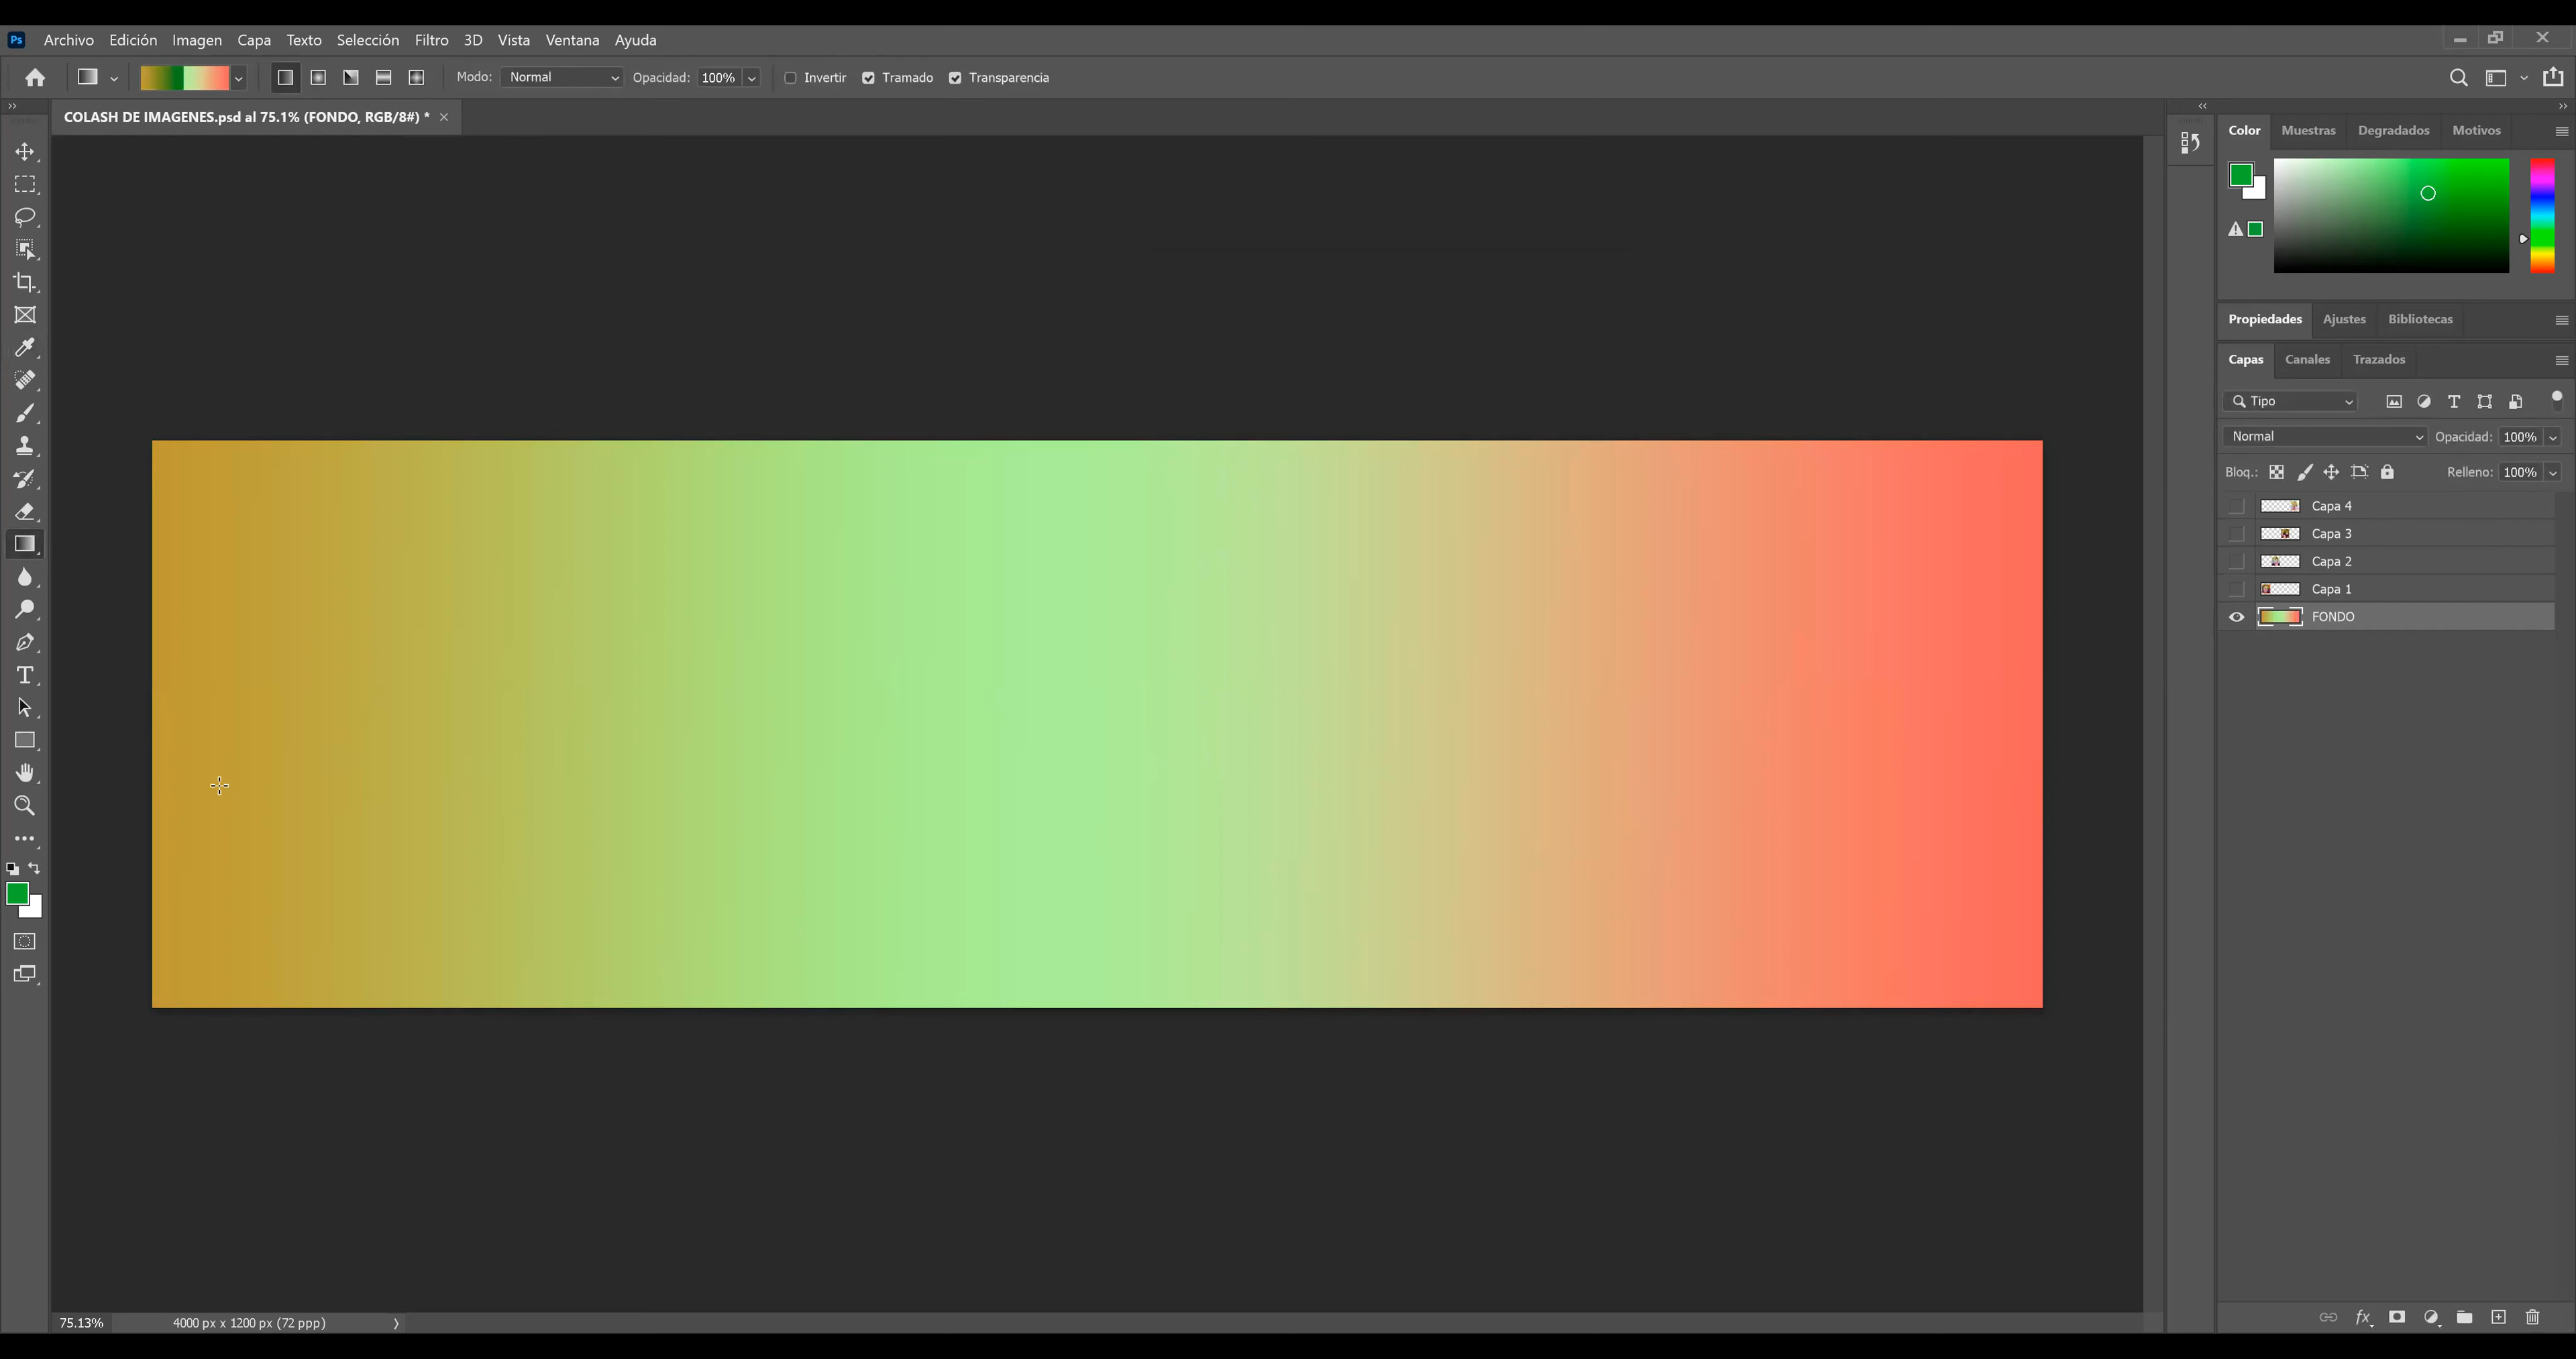 Ps Archivo Edición Imagen Capa Texto Selección Filtro 3D Vista Ventana Ayuda
Modo: Normal Opacidad: 100% Invertir Tramado Transparencia
COLASH DE IMAGENES.psd al 75.1% (FONDO, RGB/8#) * ×
Color Muestras Degradados Motivos
Propiedades Ajustes Bibliotecas
Capas Canales Trazados
Tipo
Normal Opacidad: 100%
Bloq.: Relleno: 100%
Capa 4
Capa 3
Capa 2
Capa 1
FONDO
75.13% 4000 px x 1200 px (72 ppp)
fx